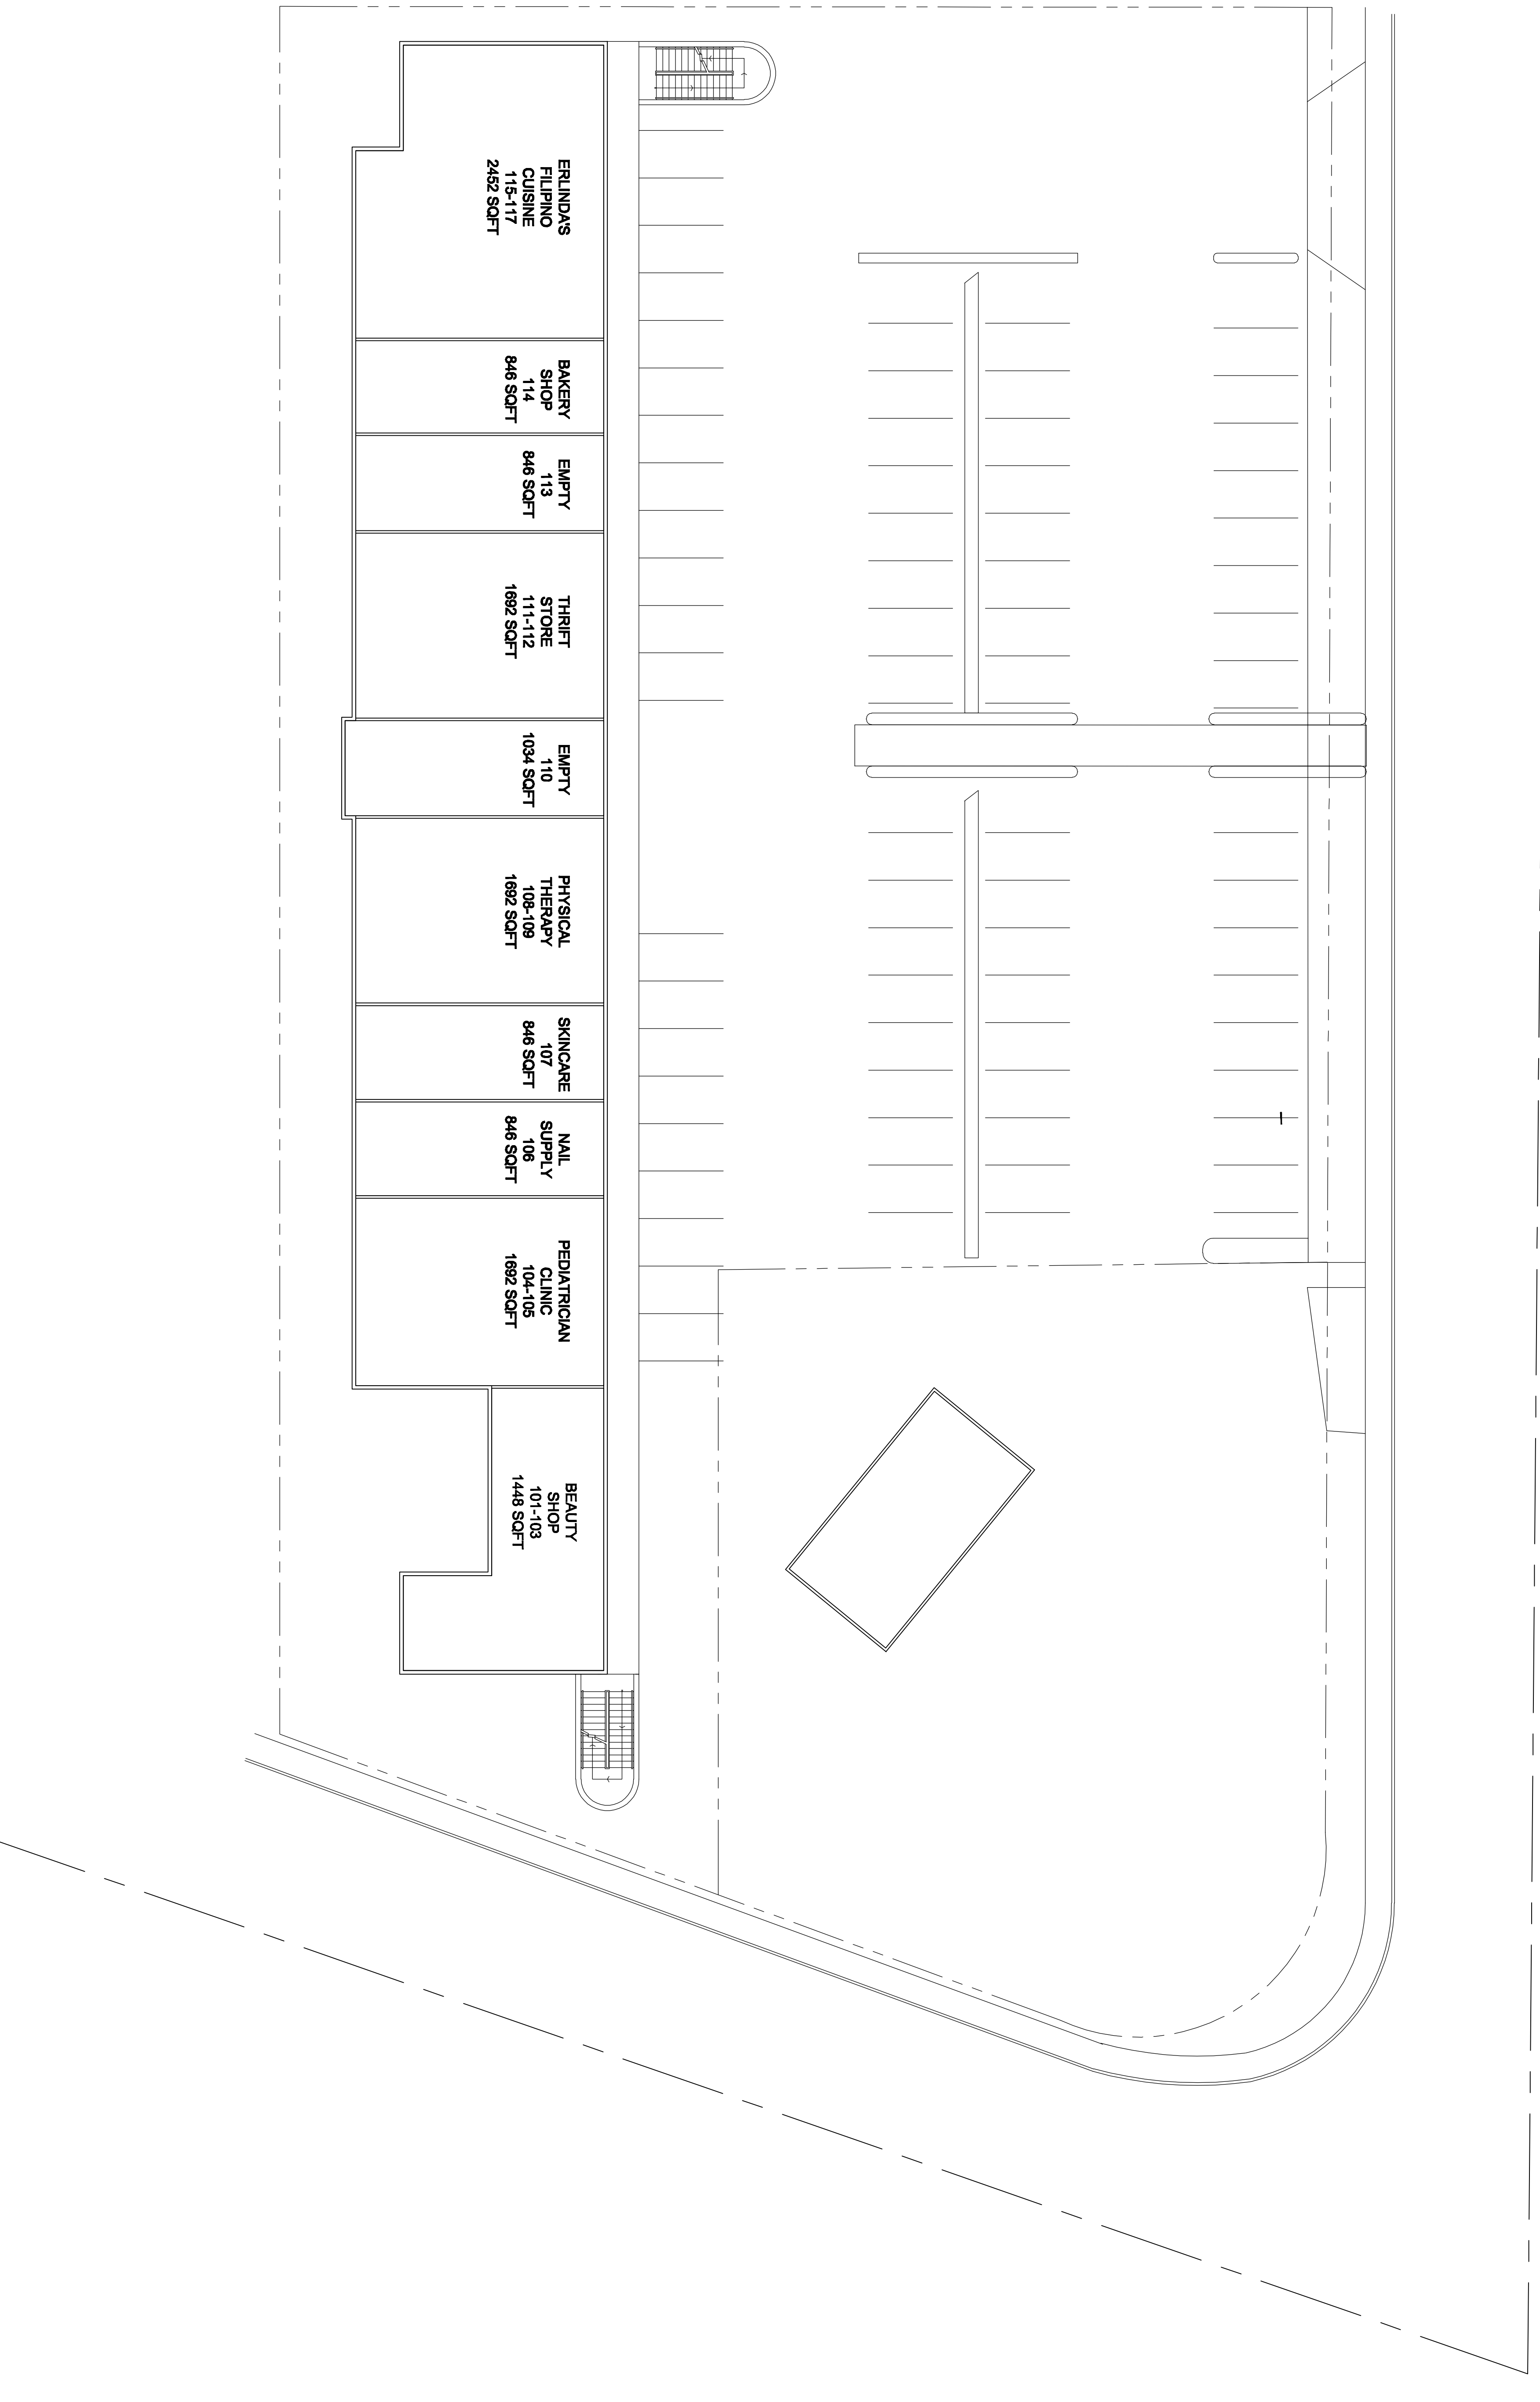 ERLINDA'S
FILIPINO
CUISINE
115-117
2452 SQFT
BAKERY
SHOP
114
846 SQFT
EMPTY
113
846 SQFT
THRIFT
STORE
111-112
1692 SQFT
EMPTY
110
1034 SQFT
PHYSICAL
THERAPY
108-109
1692 SQFT
SKINCARE
107
846 SQFT
NAIL
SUPPLY
106
846 SQFT
PEDIATRICIAN
CLINIC
104-105
1692 SQFT
BEAUTY
SHOP
101-103
1448 SQFT